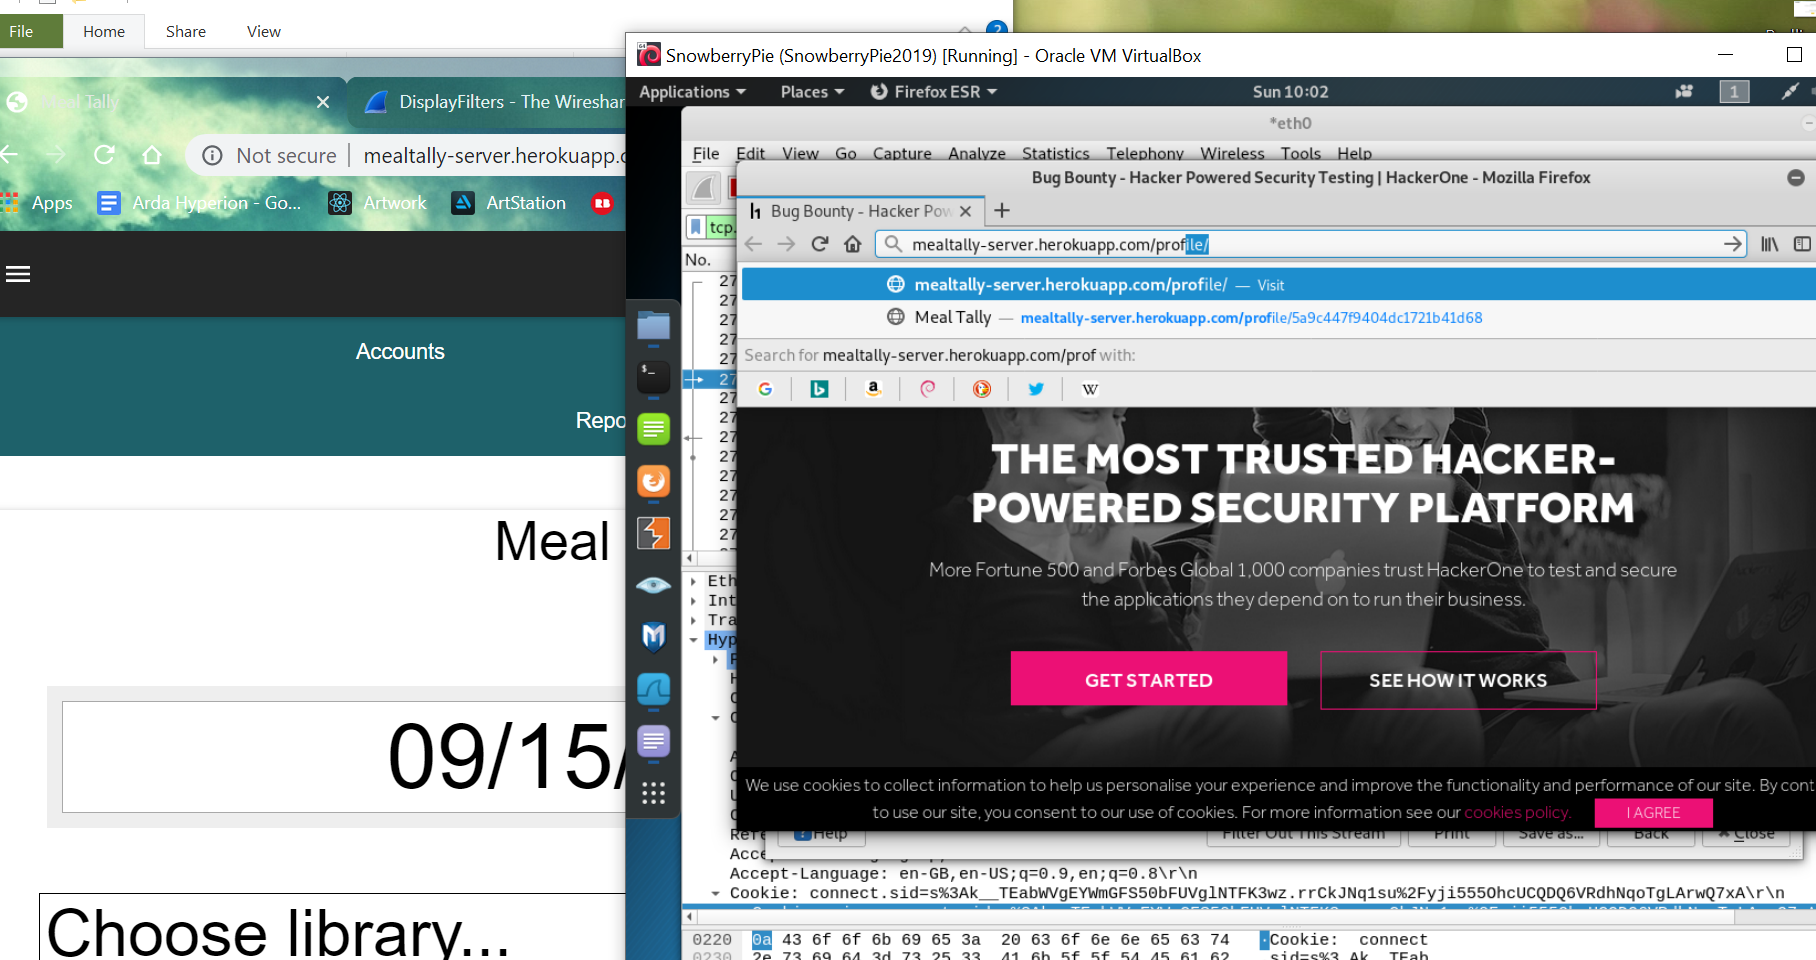 File Home Share View
2
SnowberryPie (SnowberryPie2019) [Running] - Oracle VM VirtualBox
Meal Tally
DisplayFilters - The Wireshar
Not secure mealtally-server.herokuapp.c
Apps Arda Hyperion - Go... Artwork ArtStation
Accounts
Repo
Meal
09/15/
Choose library...
Applications Places Firefox ESR Sun 10:02 1
*eth0
File Edit View Go Capture Analyze Statistics Telephony Wireless Tools Help
Bug Bounty - Hacker Powered Security Testing | HackerOne - Mozilla Firefox
Bug Bounty - Hacker Pow
tcp.
mealtally-server.herokuapp.com/profile/
No.
mealtally-server.herokuapp.com/profile/ — Visit
Meal Tally — mealtally-server.herokuapp.com/profile/5a9c447f9404dc1721b41d68
Search for mealtally-server.herokuapp.com/prof with:
27
27
27
27
27
27
27
27
27
27
27
27
27
27
THE MOST TRUSTED HACKER-
POWERED SECURITY PLATFORM
More Fortune 500 and Forbes Global 1,000 companies trust HackerOne to test and secure
the applications they depend on to run their business.
GET STARTED SEE HOW IT WORKS
Eth
Int
Tra
Hyp
We use cookies to collect information to help us personalise your experience and improve the functionality and performance of our site. By cont
to use our site, you consent to our use of cookies. For more information see our cookies policy. I AGREE
Help Filter Out This Stream Print Save as... Back Close
Refe
Acce
Accept-Language: en-GB,en-US;q=0.9,en;q=0.8\r\n
Cookie: connect.sid=s%3Ak__TEabWVgEYWmGFS50bFUVglNTFK3wz.rrCkJNq1su%2Fyji555OhcUCQDQ6VRdhNqoTgLArwQ7xA\r\n
0220 0a 43 6f 6f 6b 69 65 3a 20 63 6f 6e 6e 65 63 74 ·Cookie: connect
0230 2e 73 69 64 3d 73 25 33 41 6b 5f 5f 54 45 61 62 .sid=s%3 Ak__TEab